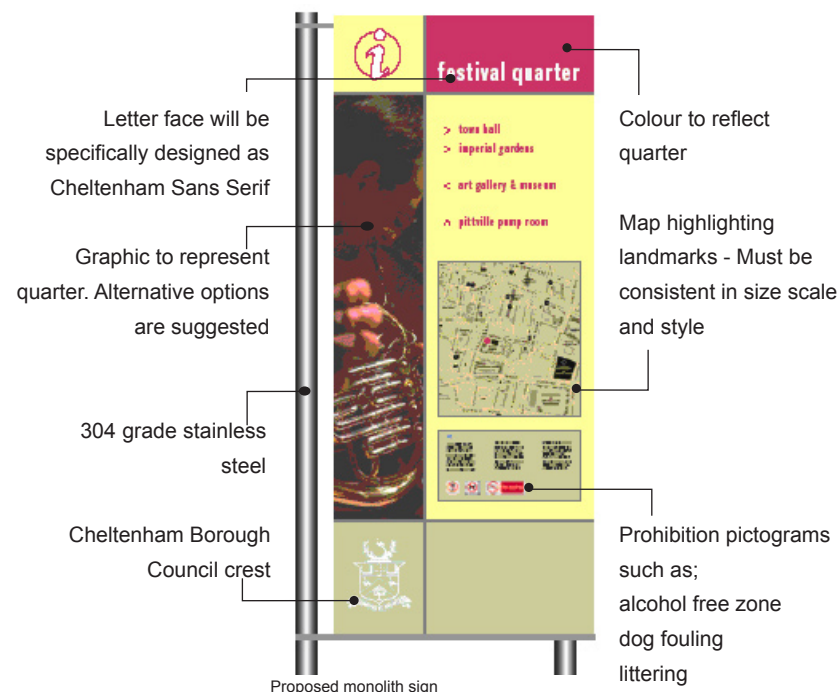 i
festival quarter
> town hall
> imperial gardens
< art gallery & museum
^ pittville pump room
Letter face will be
specifically designed as
Cheltenham Sans Serif
Graphic to represent
quarter. Alternative options
are suggested
304 grade stainless
steel
Cheltenham Borough
Council crest
Colour to reflect
quarter
Map highlighting
landmarks - Must be
consistent in size scale
and style
Prohibition pictograms
such as;
alcohol free zone
dog fouling
littering
Proposed monolith sign